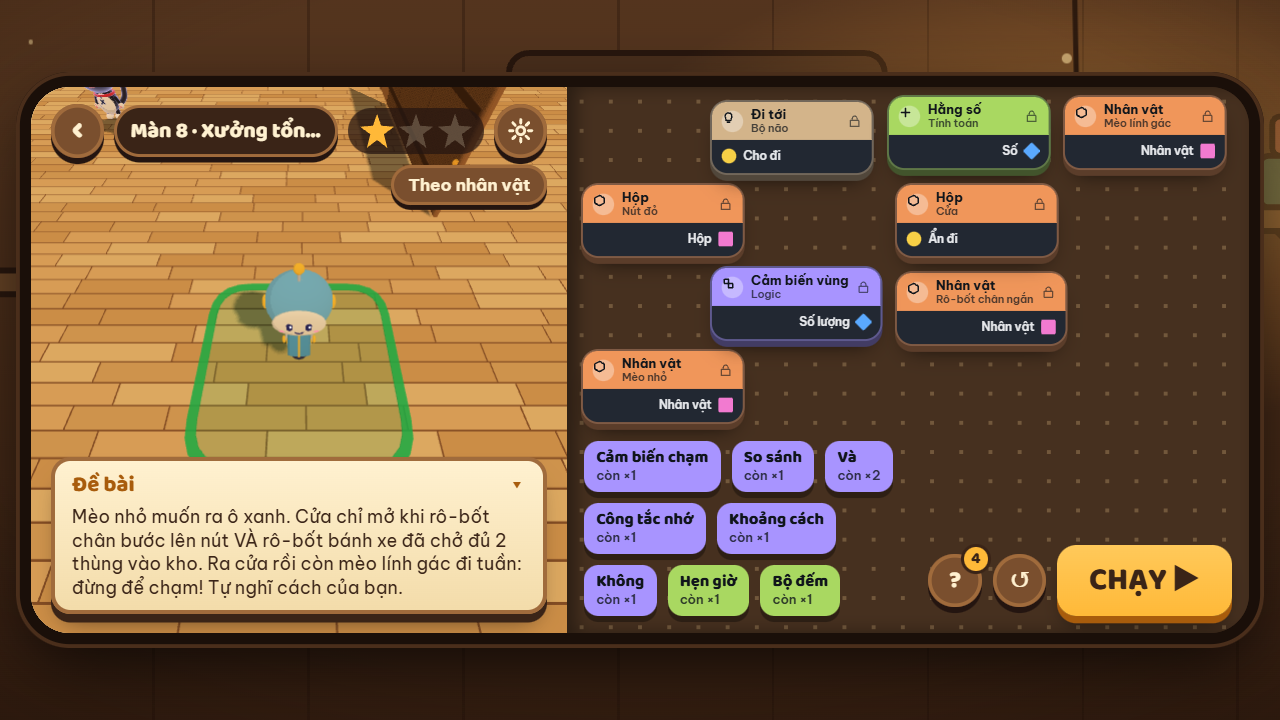 Màn 8 · Xưởng tổn...
Theo nhân vật
Đề bài
Mèo nhỏ muốn ra ô xanh. Cửa chỉ mở khi rô-bốt
chân bước lên nút VÀ rô-bốt bánh xe đã chở đủ 2
thùng vào kho. Ra cửa rồi còn mèo lính gác đi tuần:
đừng để chạm! Tự nghĩ cách của bạn.
Đi tới
Bộ não
Cho đi
Hằng số
Tính toán
Số
Nhân vật
Mèo lính gác
Nhân vật
Hộp
Nút đỏ
Hộp
Hộp
Cửa
Ẩn đi
Cảm biến vùng
Logic
Số lượng
Nhân vật
Rô-bốt chân ngắn
Nhân vật
Nhân vật
Mèo nhỏ
Nhân vật
Cảm biến chạm
còn ×1
So sánh
còn ×1
Và
còn ×2
Công tắc nhớ
còn ×1
Khoảng cách
còn ×1
Không
còn ×1
Hẹn giờ
còn ×1
Bộ đếm
còn ×1
?
4
CHẠY